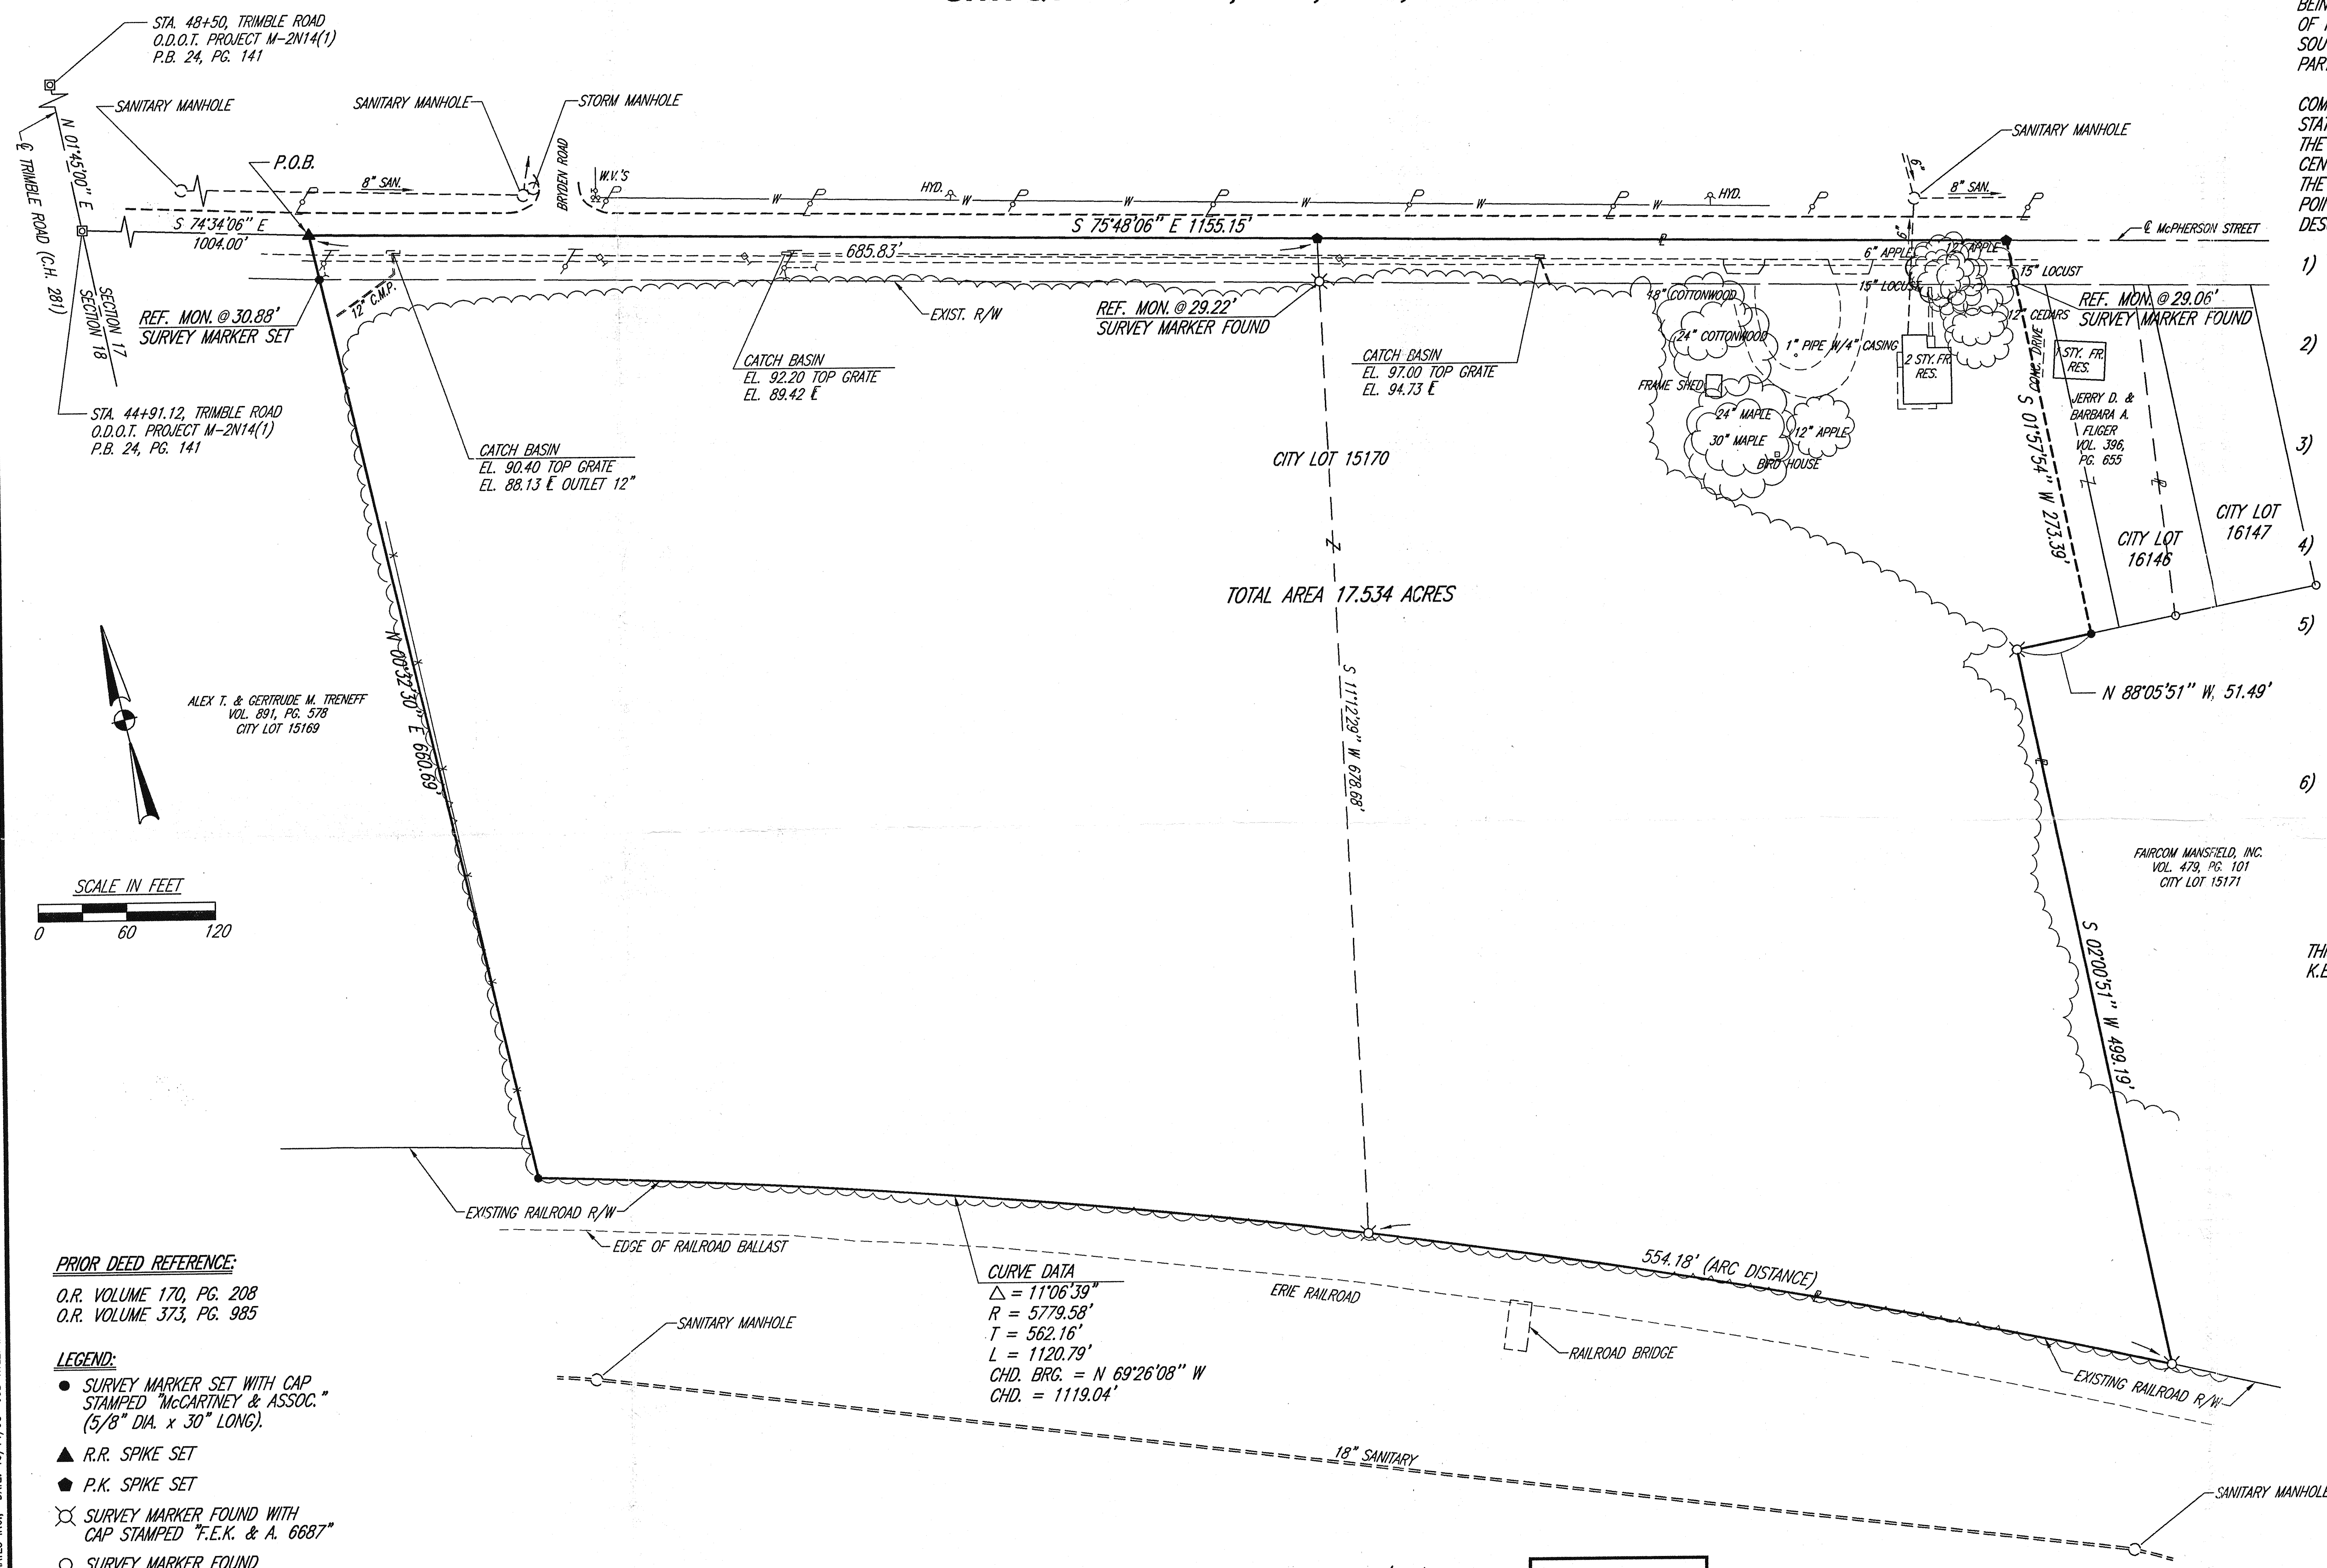 STA. 48+50, TRIMBLE ROAD
O.D.O.T. PROJECT M-2N14(1)
P.B. 24, PG. 141
SANITARY MANHOLE
SANITARY MANHOLE
STORM MANHOLE
SANITARY MANHOLE
N 01°45'00" E
℄ TRIMBLE ROAD (C.H. 281)
P.O.B.
8" SAN.
BRYDEN ROAD
W.V.'S
HYD.
HYD.
W
W
W
W
W
W
6"
8" SAN.
6"
S 74°34'06" E
1004.00'
S 75°48'06" E 1155.15'
℄ McPHERSON STREET
685.83'
6" APPLE
12" APPLE
15" LOCUST
15" LOCUST
SECTION 17
SECTION 18
12" C.M.P.
REF. MON. @ 30.88'
SURVEY MARKER SET
EXIST. R/W
REF. MON. @ 29.22'
SURVEY MARKER FOUND
48" COTTONWOOD
24" COTTONWOOD
12" CEDARS
REF. MON. @ 29.06'
SURVEY MARKER FOUND
CATCH BASIN
EL. 92.20 TOP GRATE
EL. 89.42 ℄
CATCH BASIN
EL. 97.00 TOP GRATE
EL. 94.73 ℄
1" PIPE W/4" CASING
2 STY. FR.
RES.
CONC. DRIVE
1 STY. FR.
RES.
FRAME SHED
24" MAPLE
30" MAPLE
12" APPLE
BIRD HOUSE
JERRY D. &
BARBARA A.
FLIGER
VOL. 396,
PG. 655
STA. 44+91.12, TRIMBLE ROAD
O.D.O.T. PROJECT M-2N14(1)
P.B. 24, PG. 141
CATCH BASIN
EL. 90.40 TOP GRATE
EL. 88.13 ℄ OUTLET 12"
CITY LOT 15170
S 01°57'54" W 273.39'
CITY LOT
16146
CITY LOT
16147
TOTAL AREA 17.534 ACRES
N 00°32'30" E 660.69'
S 11°12'29" W 678.68'
N 88°05'51" W, 51.49'
ALEX T. & GERTRUDE M. TRENEFF
VOL. 891, PG. 578
CITY LOT 15169
FAIRCOM MANSFIELD, INC.
VOL. 479, PG. 101
CITY LOT 15171
S 02°00'51" W 499.19'
SCALE IN FEET
0 60 120
EXISTING RAILROAD R/W
EDGE OF RAILROAD BALLAST
554.18' (ARC DISTANCE)
ERIE RAILROAD
RAILROAD BRIDGE
EXISTING RAILROAD R/W
CURVE DATA
△ = 11°06'39"
R = 5779.58'
T = 562.16'
L = 1120.79'
CHD. BRG. = N 69°26'08" W
CHD. = 1119.04'
SANITARY MANHOLE
18" SANITARY
SANITARY MANHOLE
PRIOR DEED REFERENCE:
O.R. VOLUME 170, PG. 208
O.R. VOLUME 373, PG. 985
LEGEND:
SURVEY MARKER SET WITH CAP
STAMPED "McCARTNEY & ASSOC."
(5/8" DIA. x 30" LONG).
R.R. SPIKE SET
P.K. SPIKE SET
SURVEY MARKER FOUND WITH
CAP STAMPED "F.E.K. & A. 6687"
SURVEY MARKER FOUND
OF
PAR
DES
1)
2)
3)
4)
5)
6)
K.E